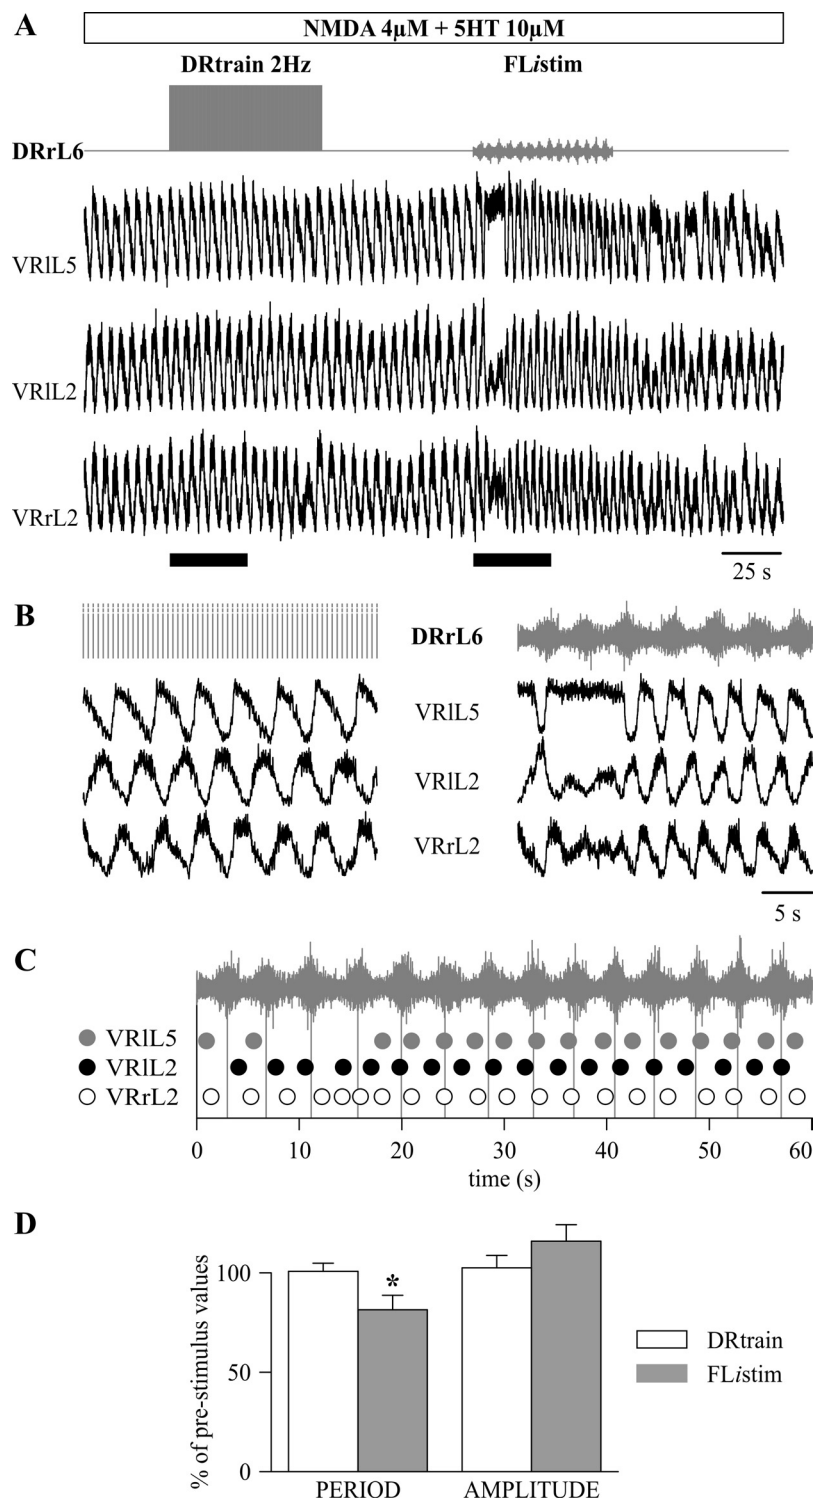 A
NMDA 4μM + 5HT 10μM
DRtrain 2Hz
FListim
DRrL6
VRlL5
VRlL2
VRrL2
25 s
B
DRrL6
VRlL5
VRlL2
VRrL2
5 s
C
VRlL5
VRlL2
VRrL2
0 10 20 30 40 50 60
time (s)
D
% of pre-stimulus values
100
50
0
*
PERIOD AMPLITUDE
DRtrain
FListim